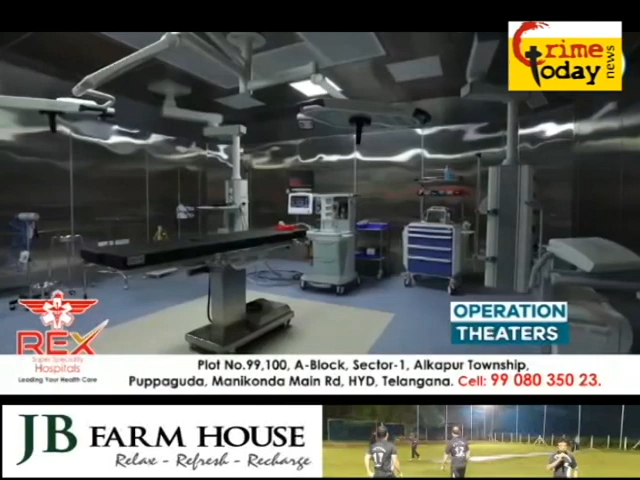 Crime
today
news
OPERATION
THEATERS
REX
Super Speciality
Hospitals
Leading Your Health Care
Plot No.99,100, A-Block, Sector-1, Alkapur Township,
Puppaguda, Manikonda Main Rd, HYD, Telangana. Cell: 99 080 350 23.
JB FARM HOUSE
Relax - Refresh - Recharge
17